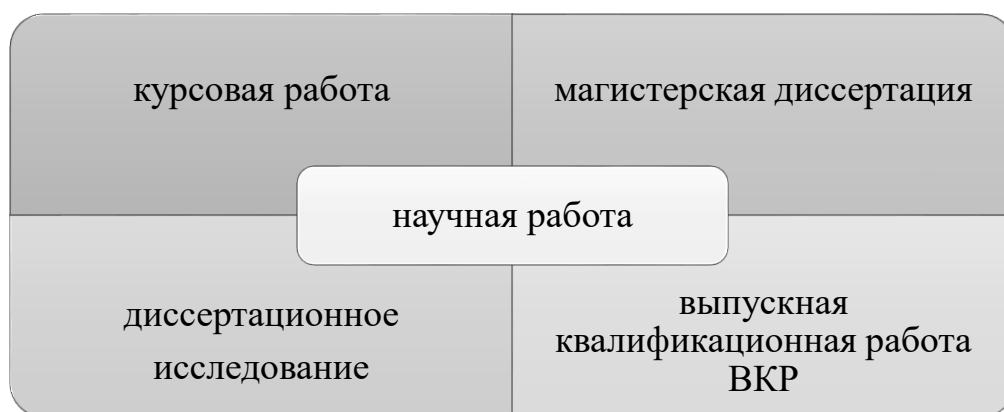 курсовая работа
магистерская диссертация
научная работа
диссертационное
исследование
выпускная
квалификационная работа
ВКР